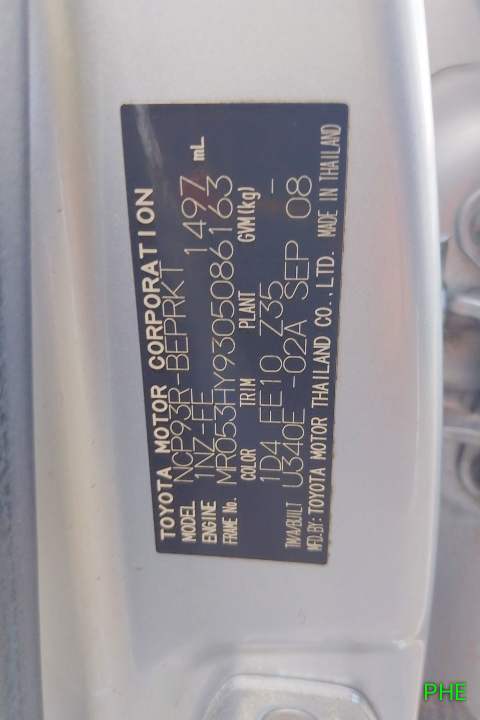 TOYOTA MOTOR CORPORATION
MODEL NCP93R-BEPRKT 1497 mL
ENGINE 1NZ-FE
FRAME No. MR053HY9305086163
COLOR TRIM PLANT GVM(kg)
1D4 FE10 Z35 -
TM/A/BUILT U340E -02A SEP 08
MFD.BY: TOYOTA MOTOR THAILAND CO.,LTD. MADE IN THAILAND
PHE